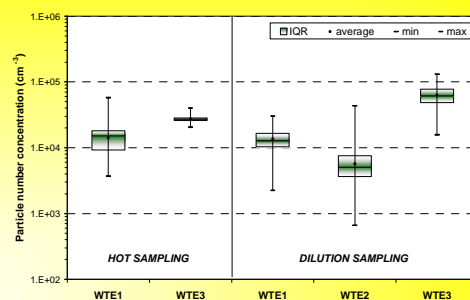 1.E+06
IQR average min max
1.E+05
1.E+04
1.E+03
1.E+02
Particle number concentration (cm⁻³)
HOT SAMPLING DILUTION SAMPLING
WTE1 WTE3 WTE1 WTE2 WTE3